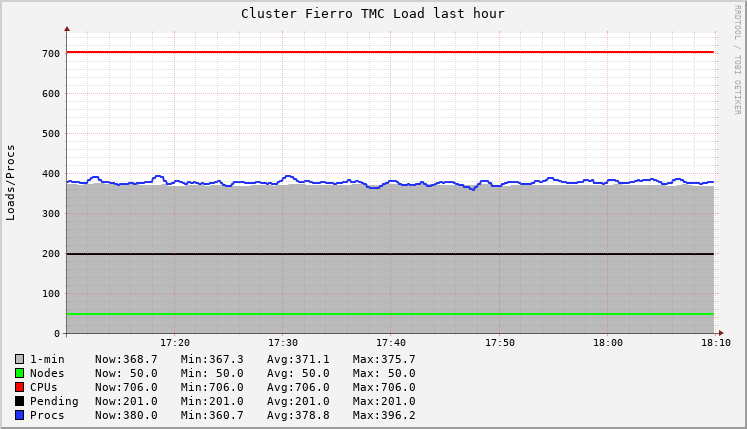 Cluster Fierro TMC Load last hour
RRDTOOL / TOBI OETIKER
Loads/Procs
700
600
500
400
300
200
100
0
17:20 17:30 17:40 17:50 18:00 18:10
1-min Now:368.7 Min:367.3 Avg:371.1 Max:375.7
Nodes Now: 50.0 Min: 50.0 Avg: 50.0 Max: 50.0
CPUs Now:706.0 Min:706.0 Avg:706.0 Max:706.0
Pending Now:201.0 Min:201.0 Avg:201.0 Max:201.0
Procs Now:380.0 Min:360.7 Avg:378.8 Max:396.2